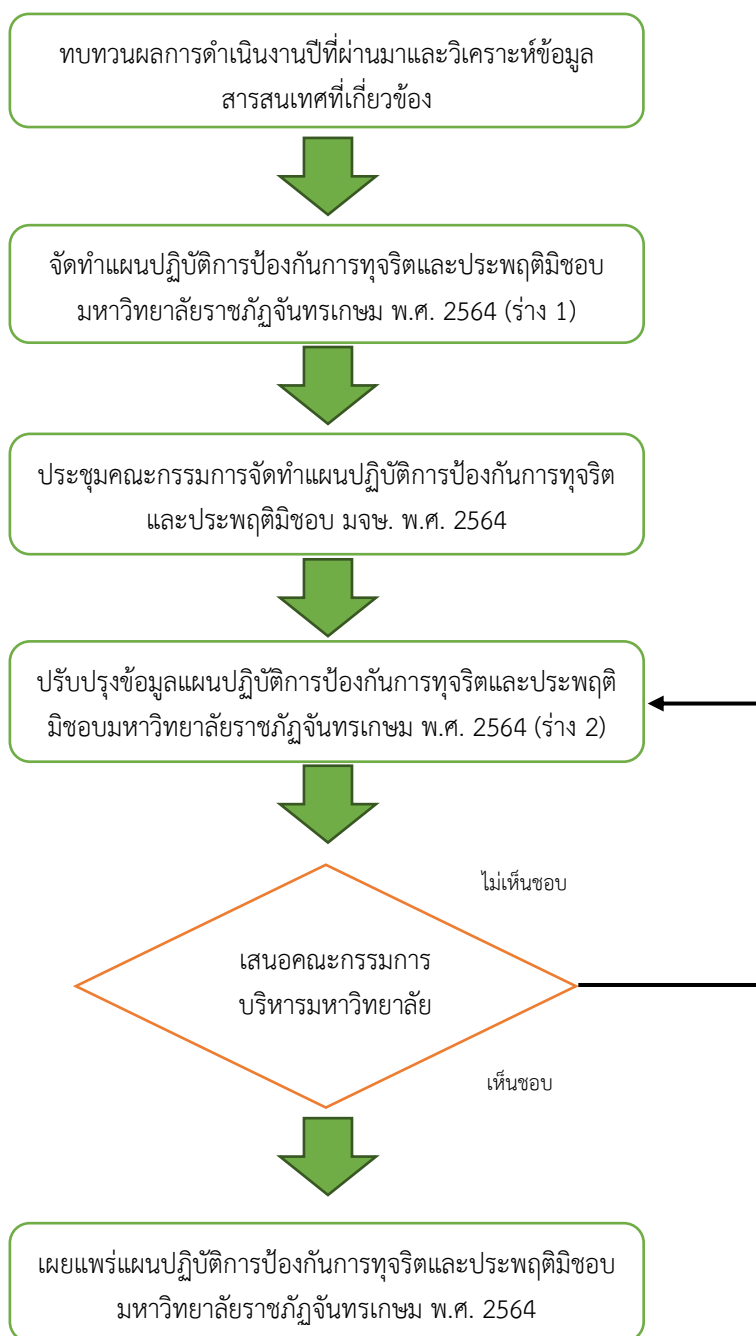 ทบทวนผลการดำเนินงานปีที่ผ่านมาและวิเคราะห์ข้อมูล
สารสนเทศที่เกี่ยวข้อง
จัดทำแผนปฏิบัติการป้องกันการทุจริตและประพฤติมิชอบ
มหาวิทยาลัยราชภัฏจันทรเกษม พ.ศ. 2564 (ร่าง 1)
ประชุมคณะกรรมการจัดทำแผนปฏิบัติการป้องกันการทุจริต
และประพฤติมิชอบ มจษ. พ.ศ. 2564
ปรับปรุงข้อมูลแผนปฏิบัติการป้องกันการทุจริตและประพฤติ
มิชอบมหาวิทยาลัยราชภัฏจันทรเกษม พ.ศ. 2564 (ร่าง 2)
ไม่เห็นชอบ
เสนอคณะกรรมการ
บริหารมหาวิทยาลัย
เห็นชอบ
เผยแพร่แผนปฏิบัติการป้องกันการทุจริตและประพฤติมิชอบ
มหาวิทยาลัยราชภัฏจันทรเกษม พ.ศ. 2564